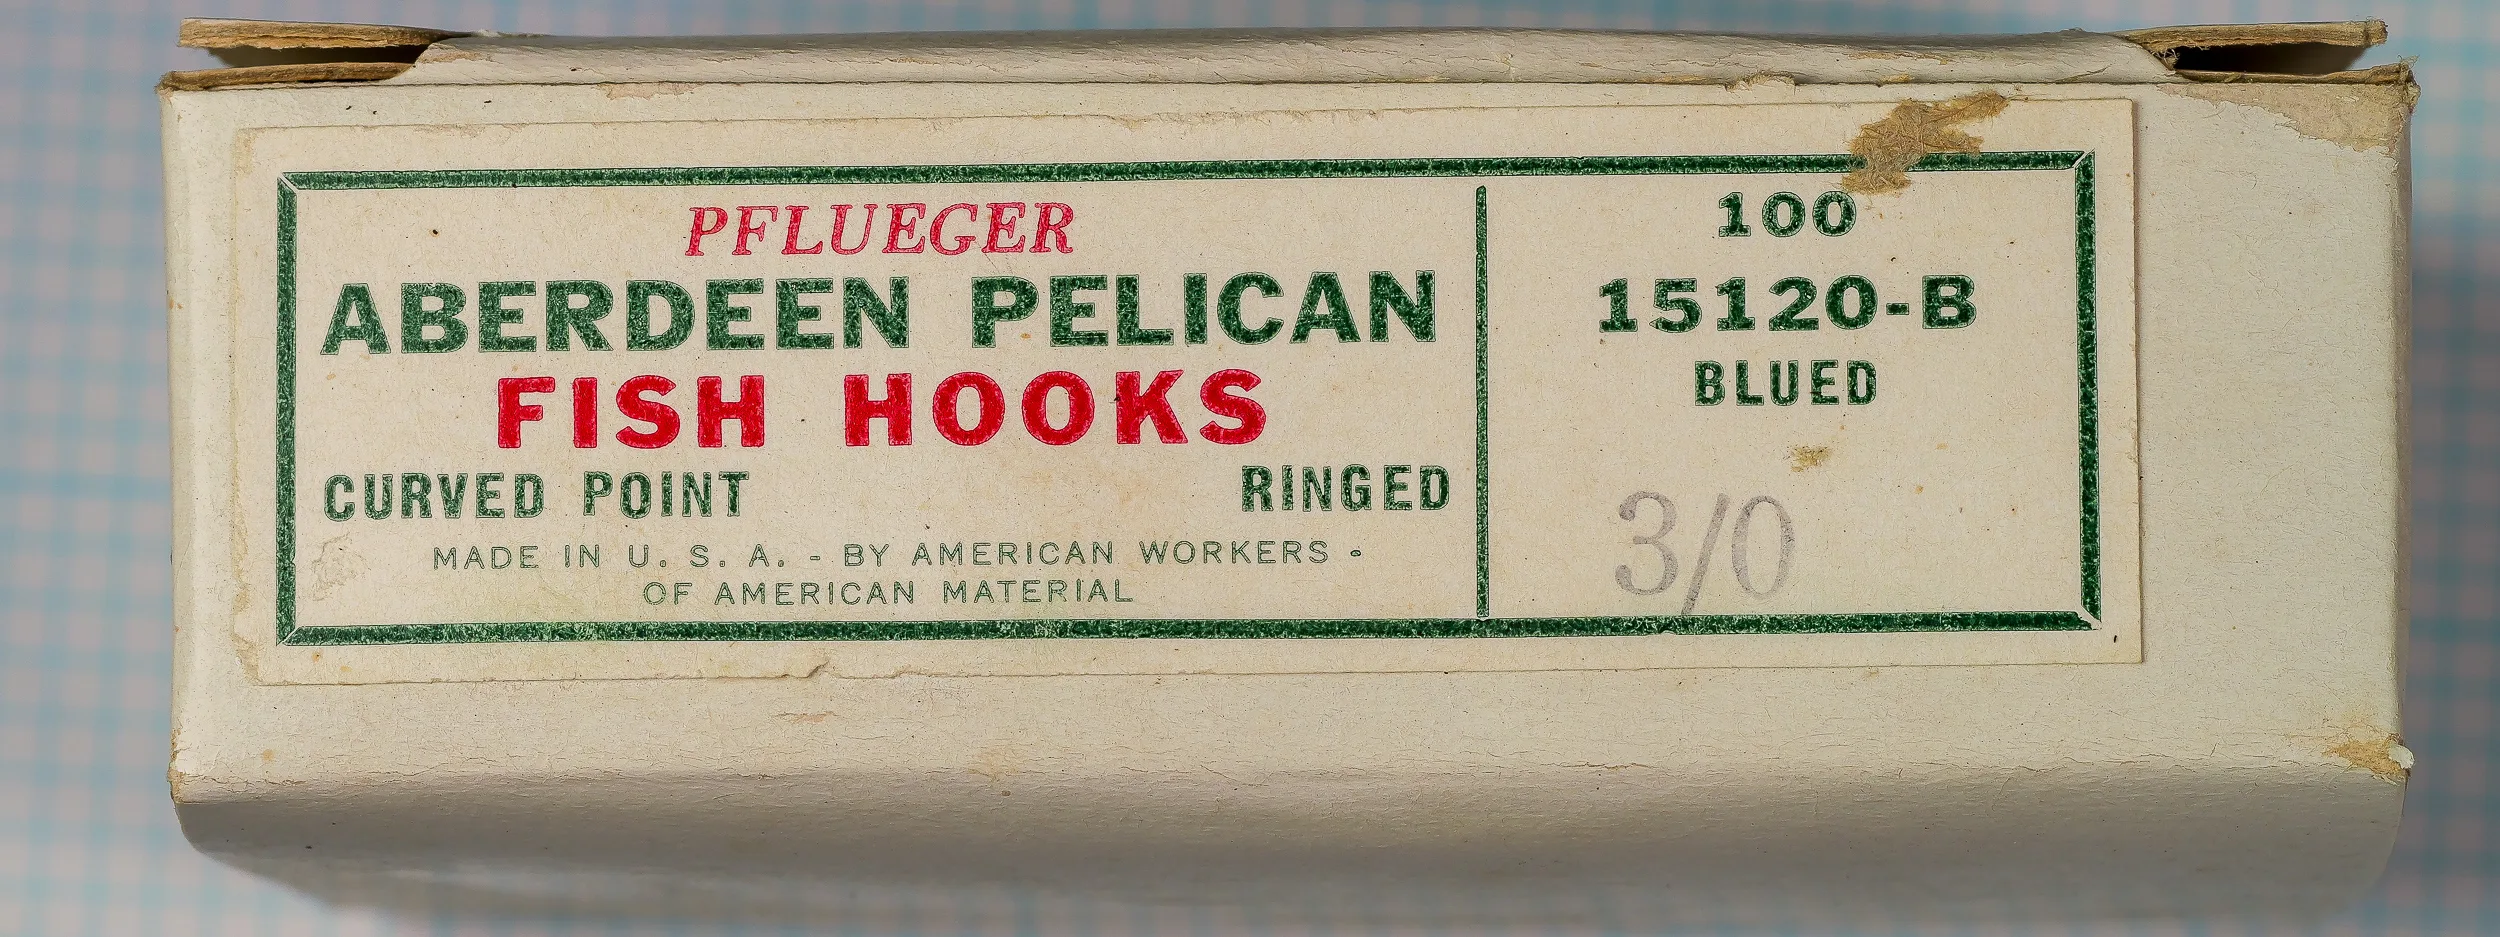 PFLUEGER
ABERDEEN PELICAN
FISH HOOKS
CURVED POINT RINGED
MADE IN U. S. A. - BY AMERICAN WORKERS -
OF AMERICAN MATERIAL
100
15120-B
BLUED
3/0